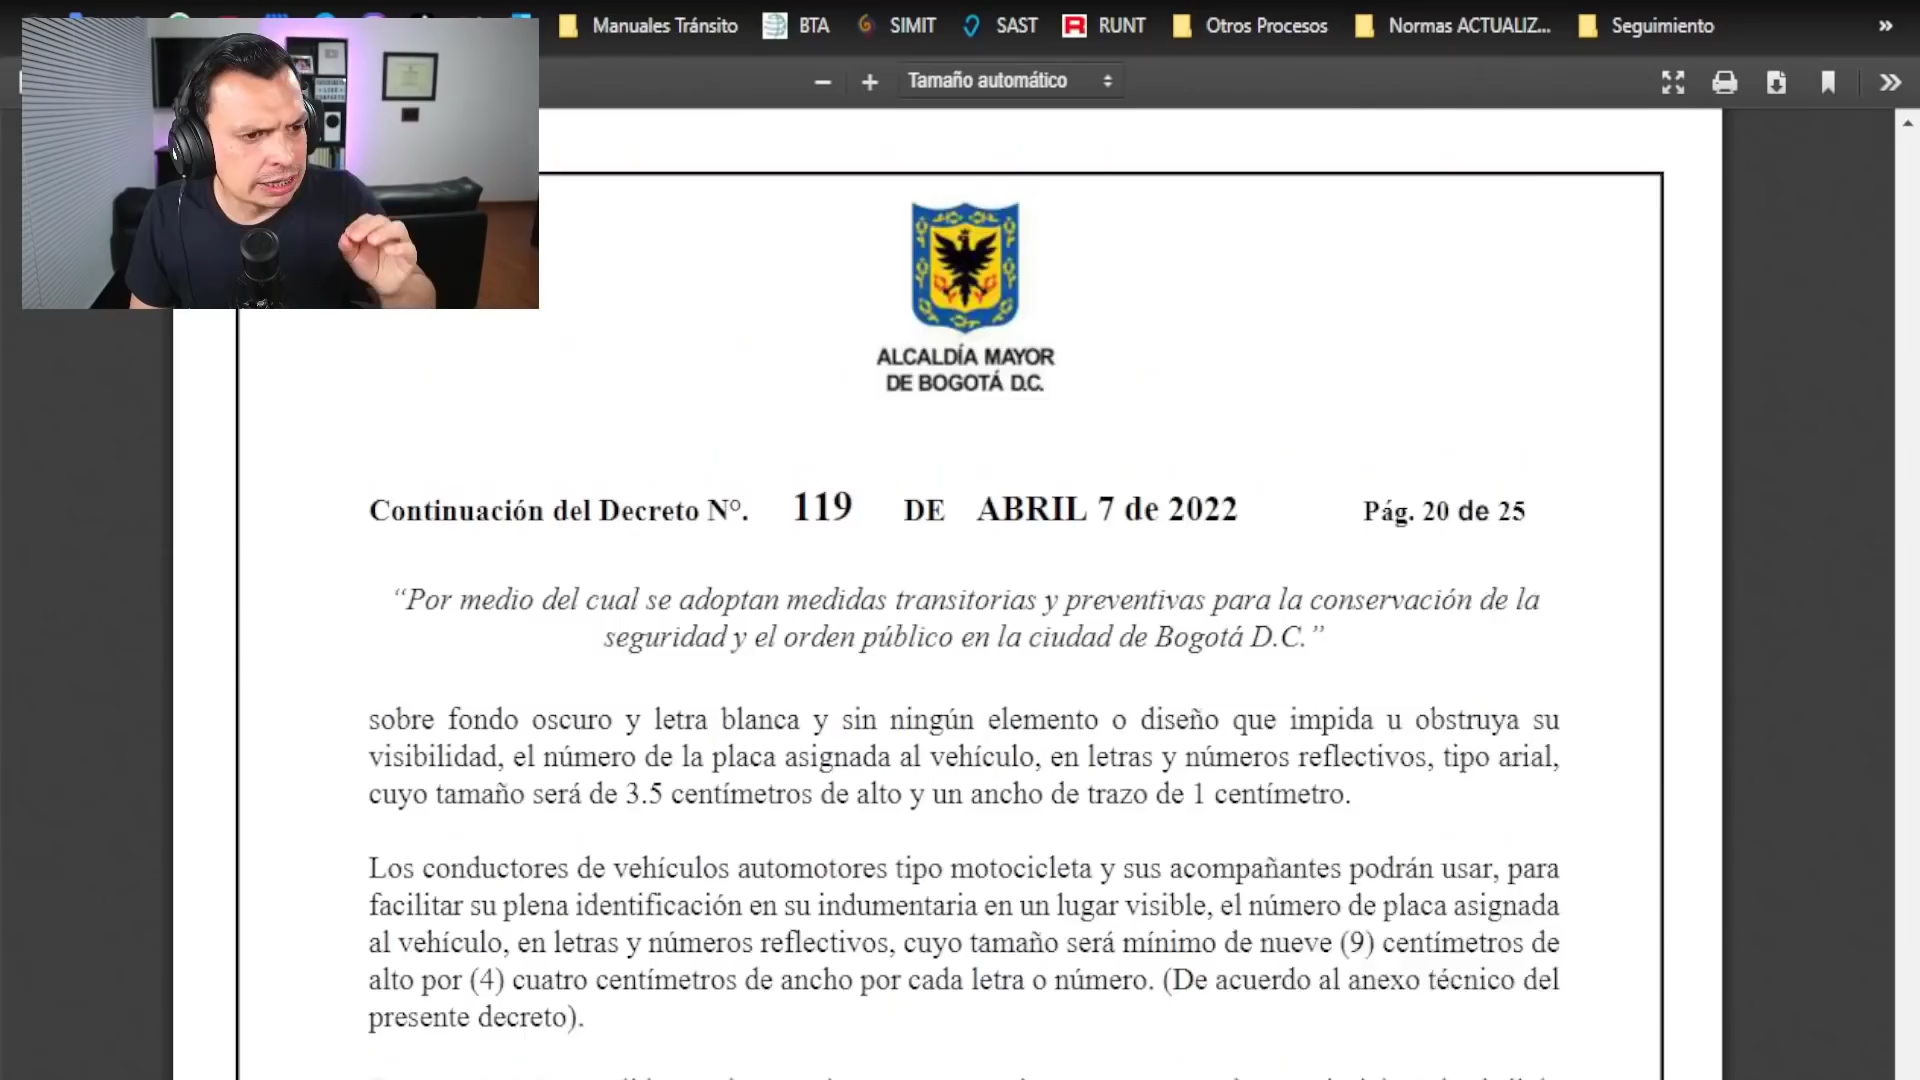 Manuales Tránsito BTA SIMIT SAST RUNT Otros Procesos Normas ACTUALIZ... Seguimiento »
Tamaño automático
ALCALDÍA MAYOR
DE BOGOTÁ D.C.
Continuación del Decreto N°. 119 DE ABRIL 7 de 2022 Pág. 20 de 25
“Por medio del cual se adoptan medidas transitorias y preventivas para la conservación de la
seguridad y el orden público en la ciudad de Bogotá D.C.”
sobre fondo oscuro y letra blanca y sin ningún elemento o diseño que impida u obstruya su
visibilidad, el número de la placa asignada al vehículo, en letras y números reflectivos, tipo arial,
cuyo tamaño será de 3.5 centímetros de alto y un ancho de trazo de 1 centímetro.
Los conductores de vehículos automotores tipo motocicleta y sus acompañantes podrán usar, para
facilitar su plena identificación en su indumentaria en un lugar visible, el número de placa asignada
al vehículo, en letras y números reflectivos, cuyo tamaño será mínimo de nueve (9) centímetros de
alto por (4) cuatro centímetros de ancho por cada letra o número. (De acuerdo al anexo técnico del
presente decreto).